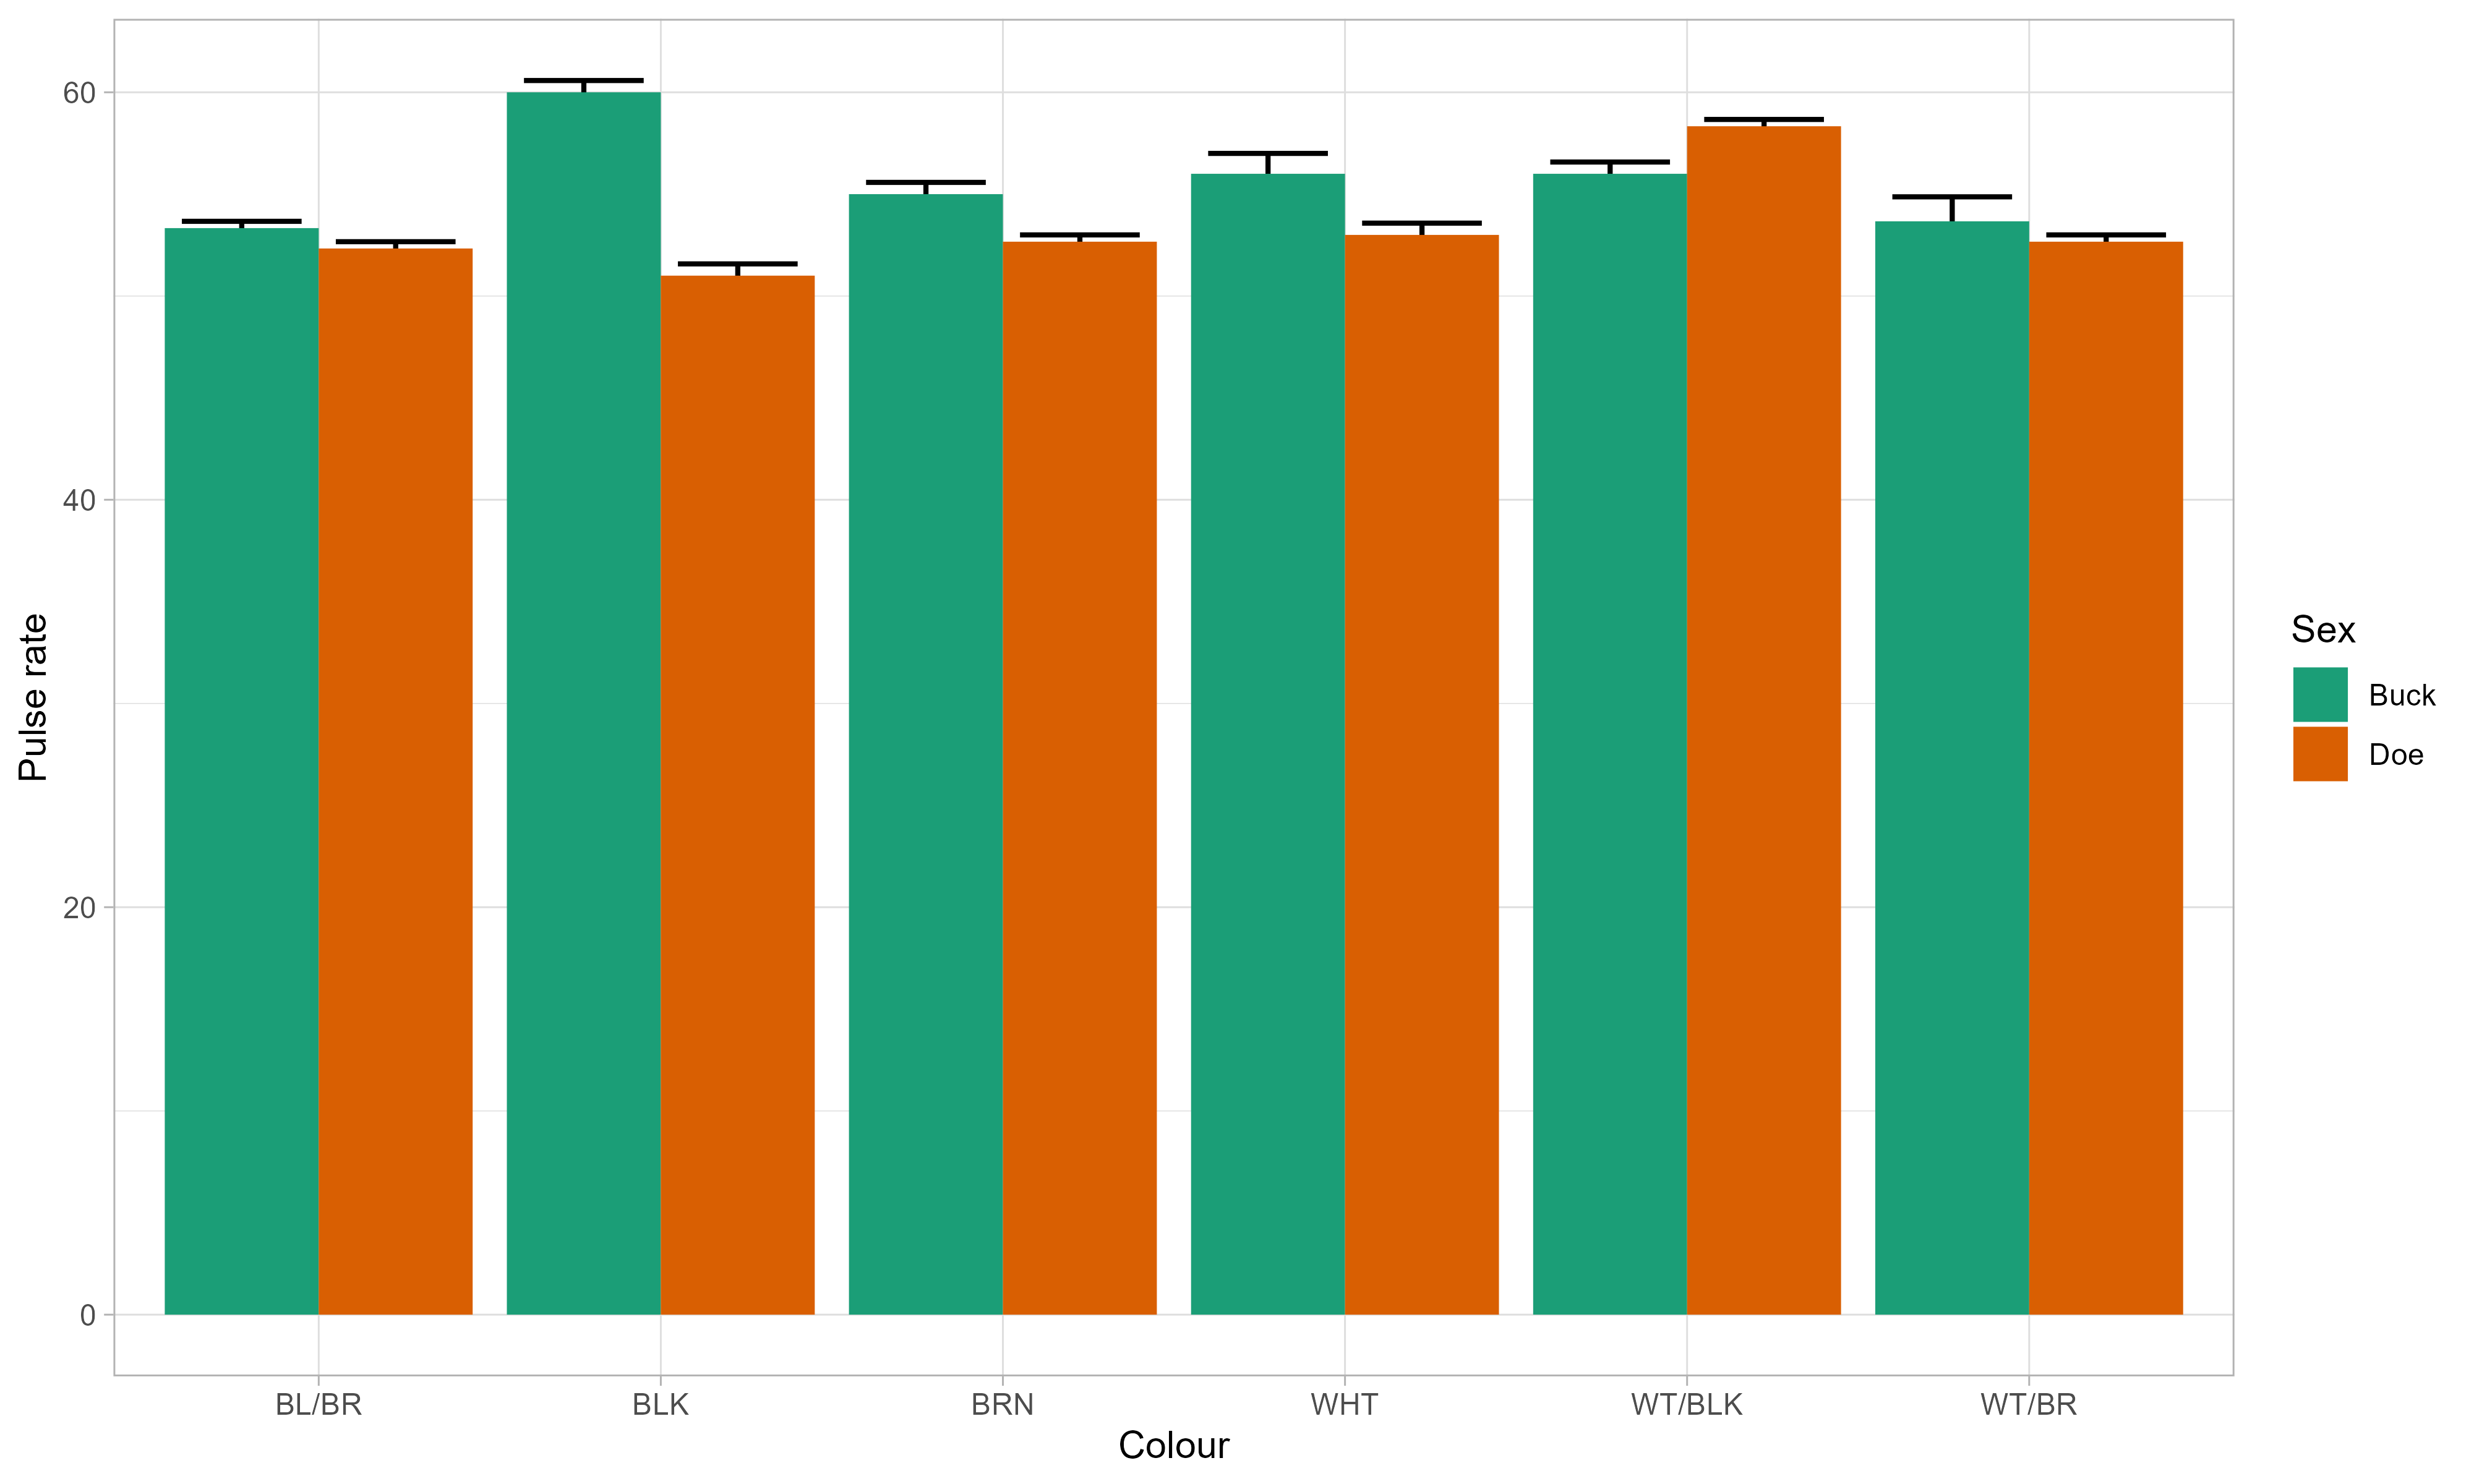 60
40
20
0
Pulse rate
BL/BR
BLK
BRN
WHT
WT/BLK
WT/BR
Colour
Sex
Buck
Doe